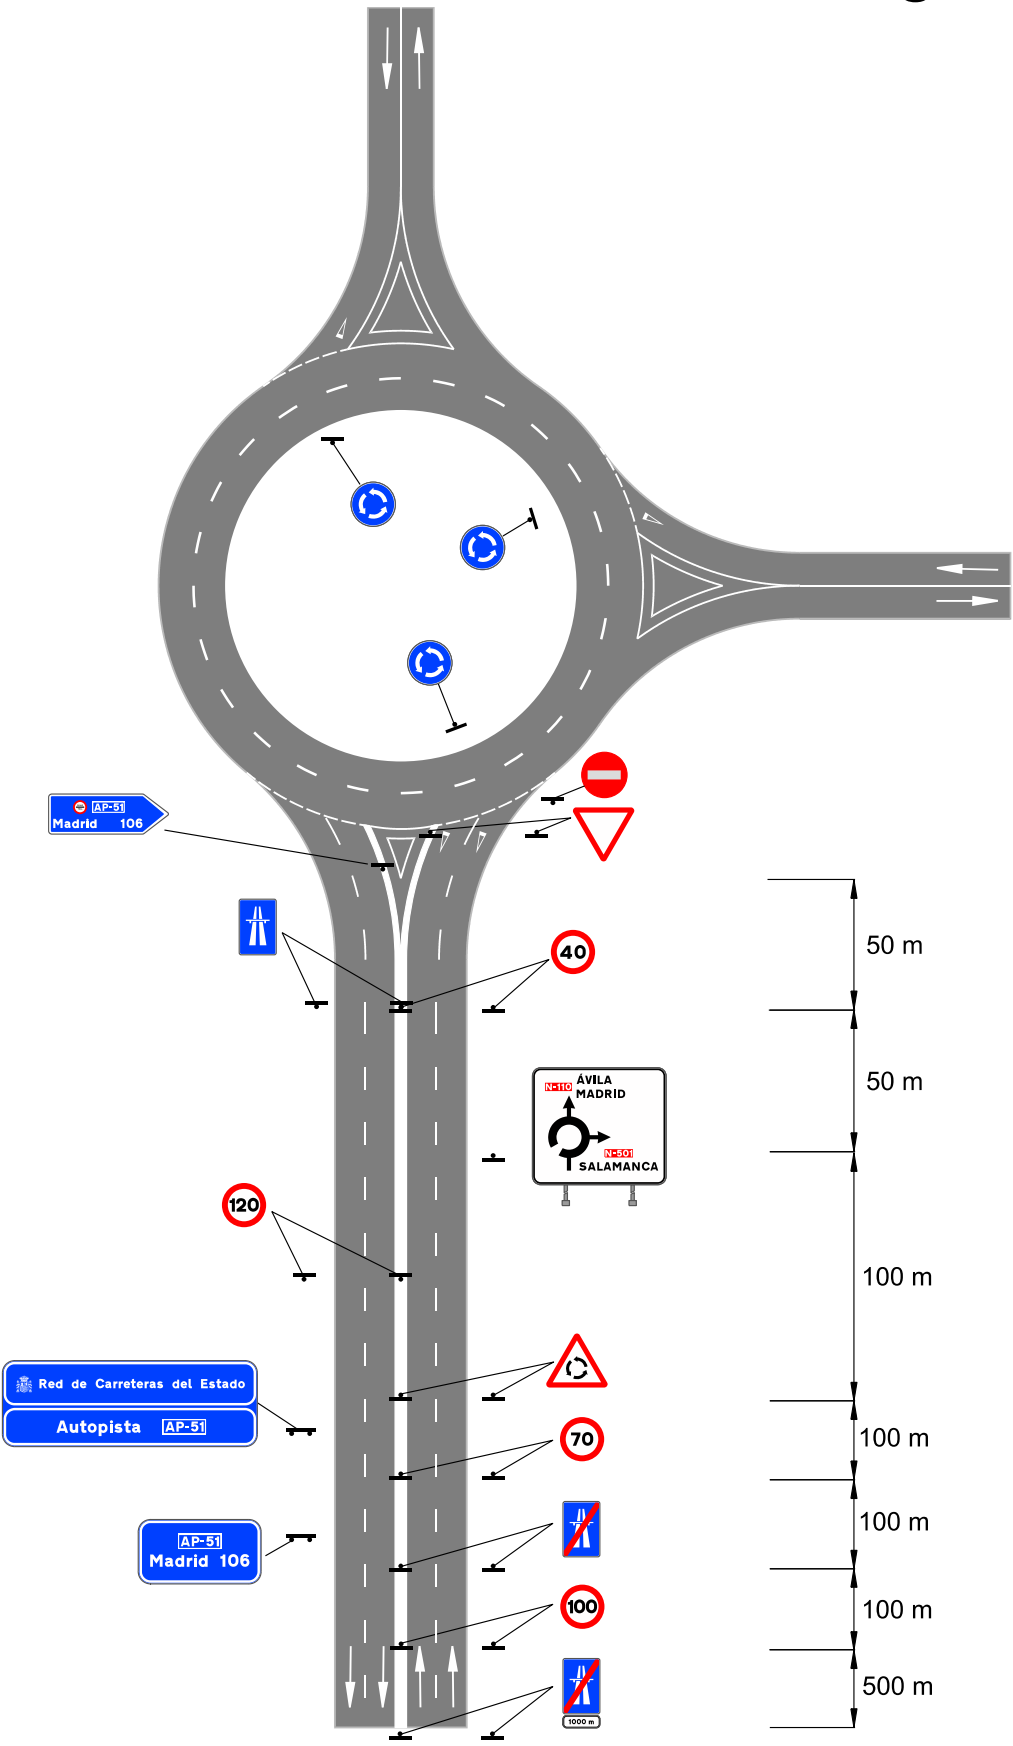 AP-51
Madrid 106
50 m
40
50 m
N-110
ÁVILA
MADRID
N-501
SALAMANCA
120
100 m
Red de Carreteras del Estado
Autopista AP-51
70
100 m
AP-51
Madrid 106
100 m
100
100 m
500 m
1000 m